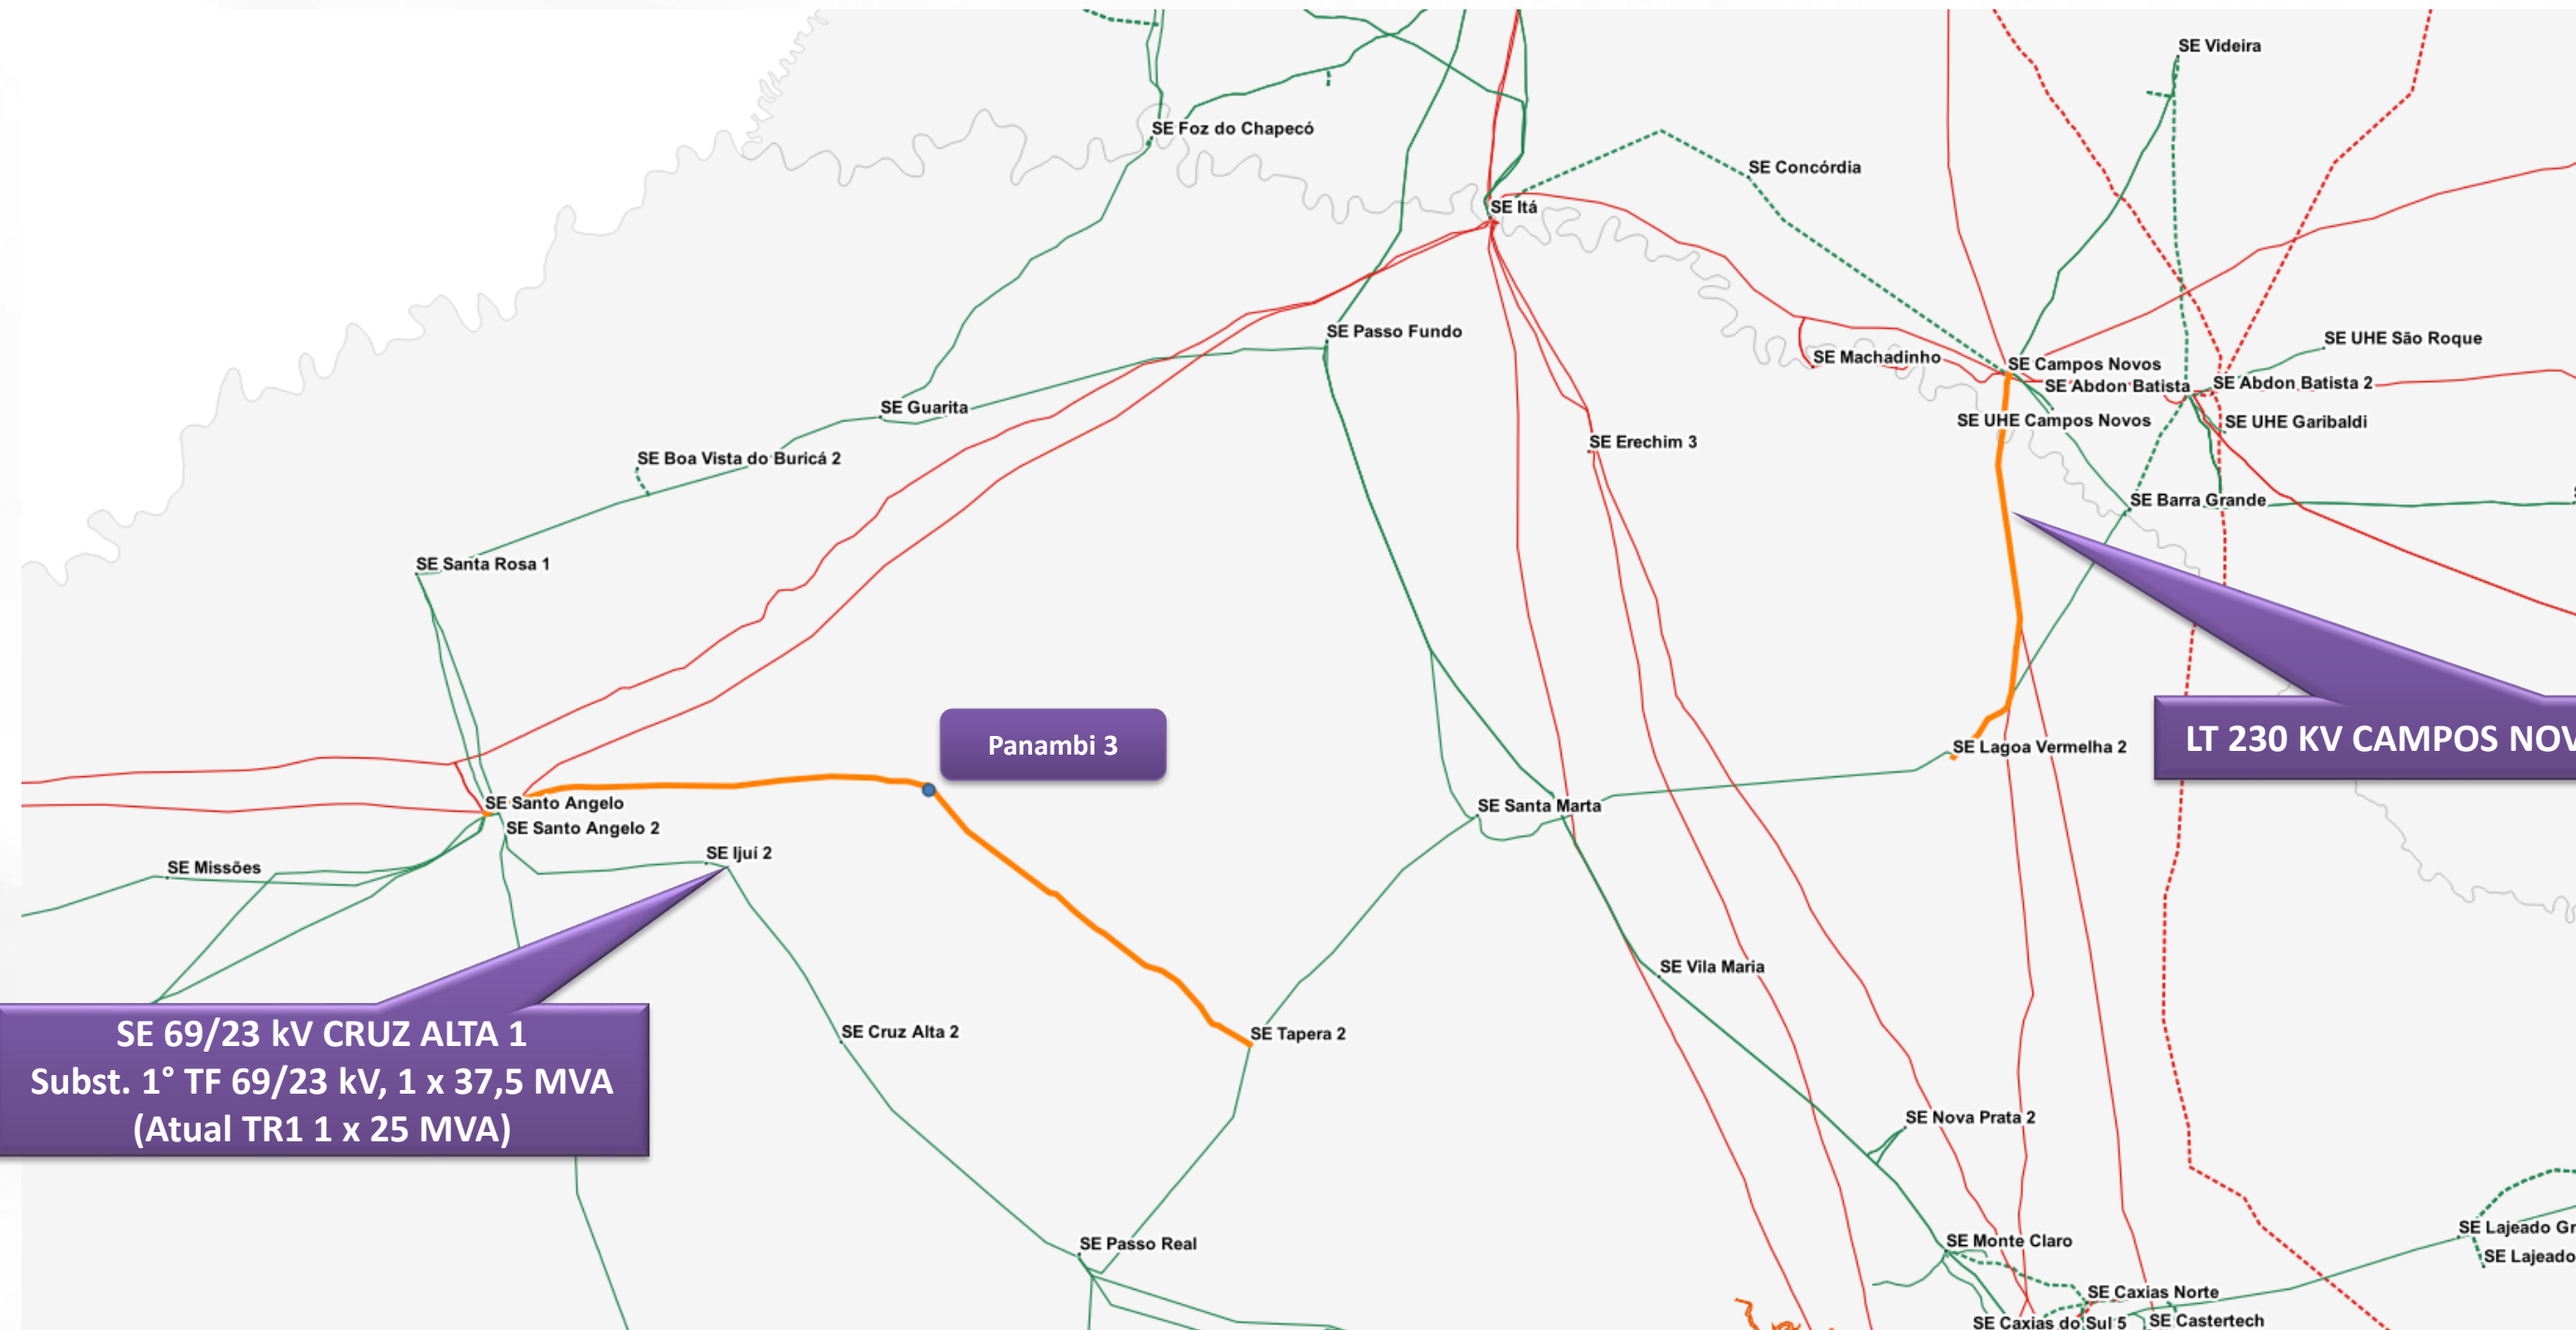 SE Videira
SE Foz do Chapecó
SE Concórdia
SE Itá
SE Passo Fundo
SE UHE São Roque
SE Machadinho
SE Campos Novos
SE Abdon Batista
SE Abdon Batista 2
SE Guarita
SE UHE Campos Novos
SE UHE Garibaldi
SE Erechim 3
SE Boa Vista do Buricá 2
SE Barra Grande
SE Santa Rosa 1
Panambi 3
LT 230 KV CAMPOS NOV
SE Lagoa Vermelha 2
SE Santo Angelo
SE Santa Marta
SE Santo Angelo 2
SE Ijuí 2
SE Missões
SE Vila Maria
SE 69/23 kV CRUZ ALTA 1
Subst. 1° TF 69/23 kV, 1 x 37,5 MVA
(Atual TR1 1 x 25 MVA)
SE Cruz Alta 2
SE Tapera 2
SE Nova Prata 2
SE Passo Real
SE Monte Claro
SE Lajeado Gr
SE Lajeado
SE Caxias Norte
SE Caxias do Sul 5
SE Castertech